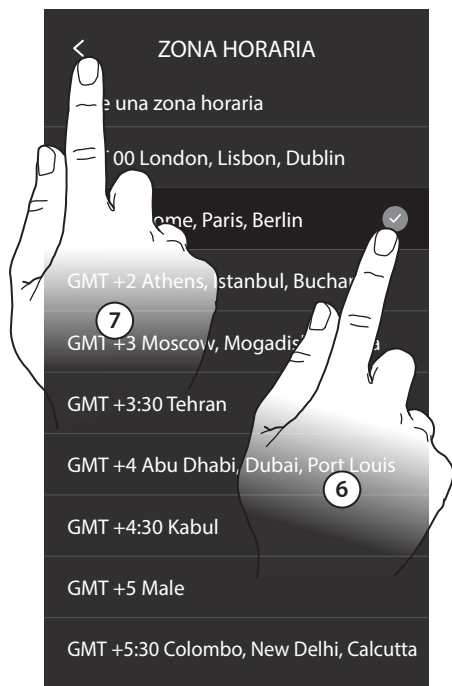 ZONA HORARIA
e una zona horaria
00 London, Lisbon, Dublin
ome, Paris, Berlin
GMT +2 Athens, Istanbul, Buchar
GMT +3 Moscow, Mogadis a
GMT +3:30 Tehran
GMT +4 Abu Dhabi, Dubai, Port Louis
GMT +4:30 Kabul
GMT +5 Male
GMT +5:30 Colombo, New Delhi, Calcutta
7
6